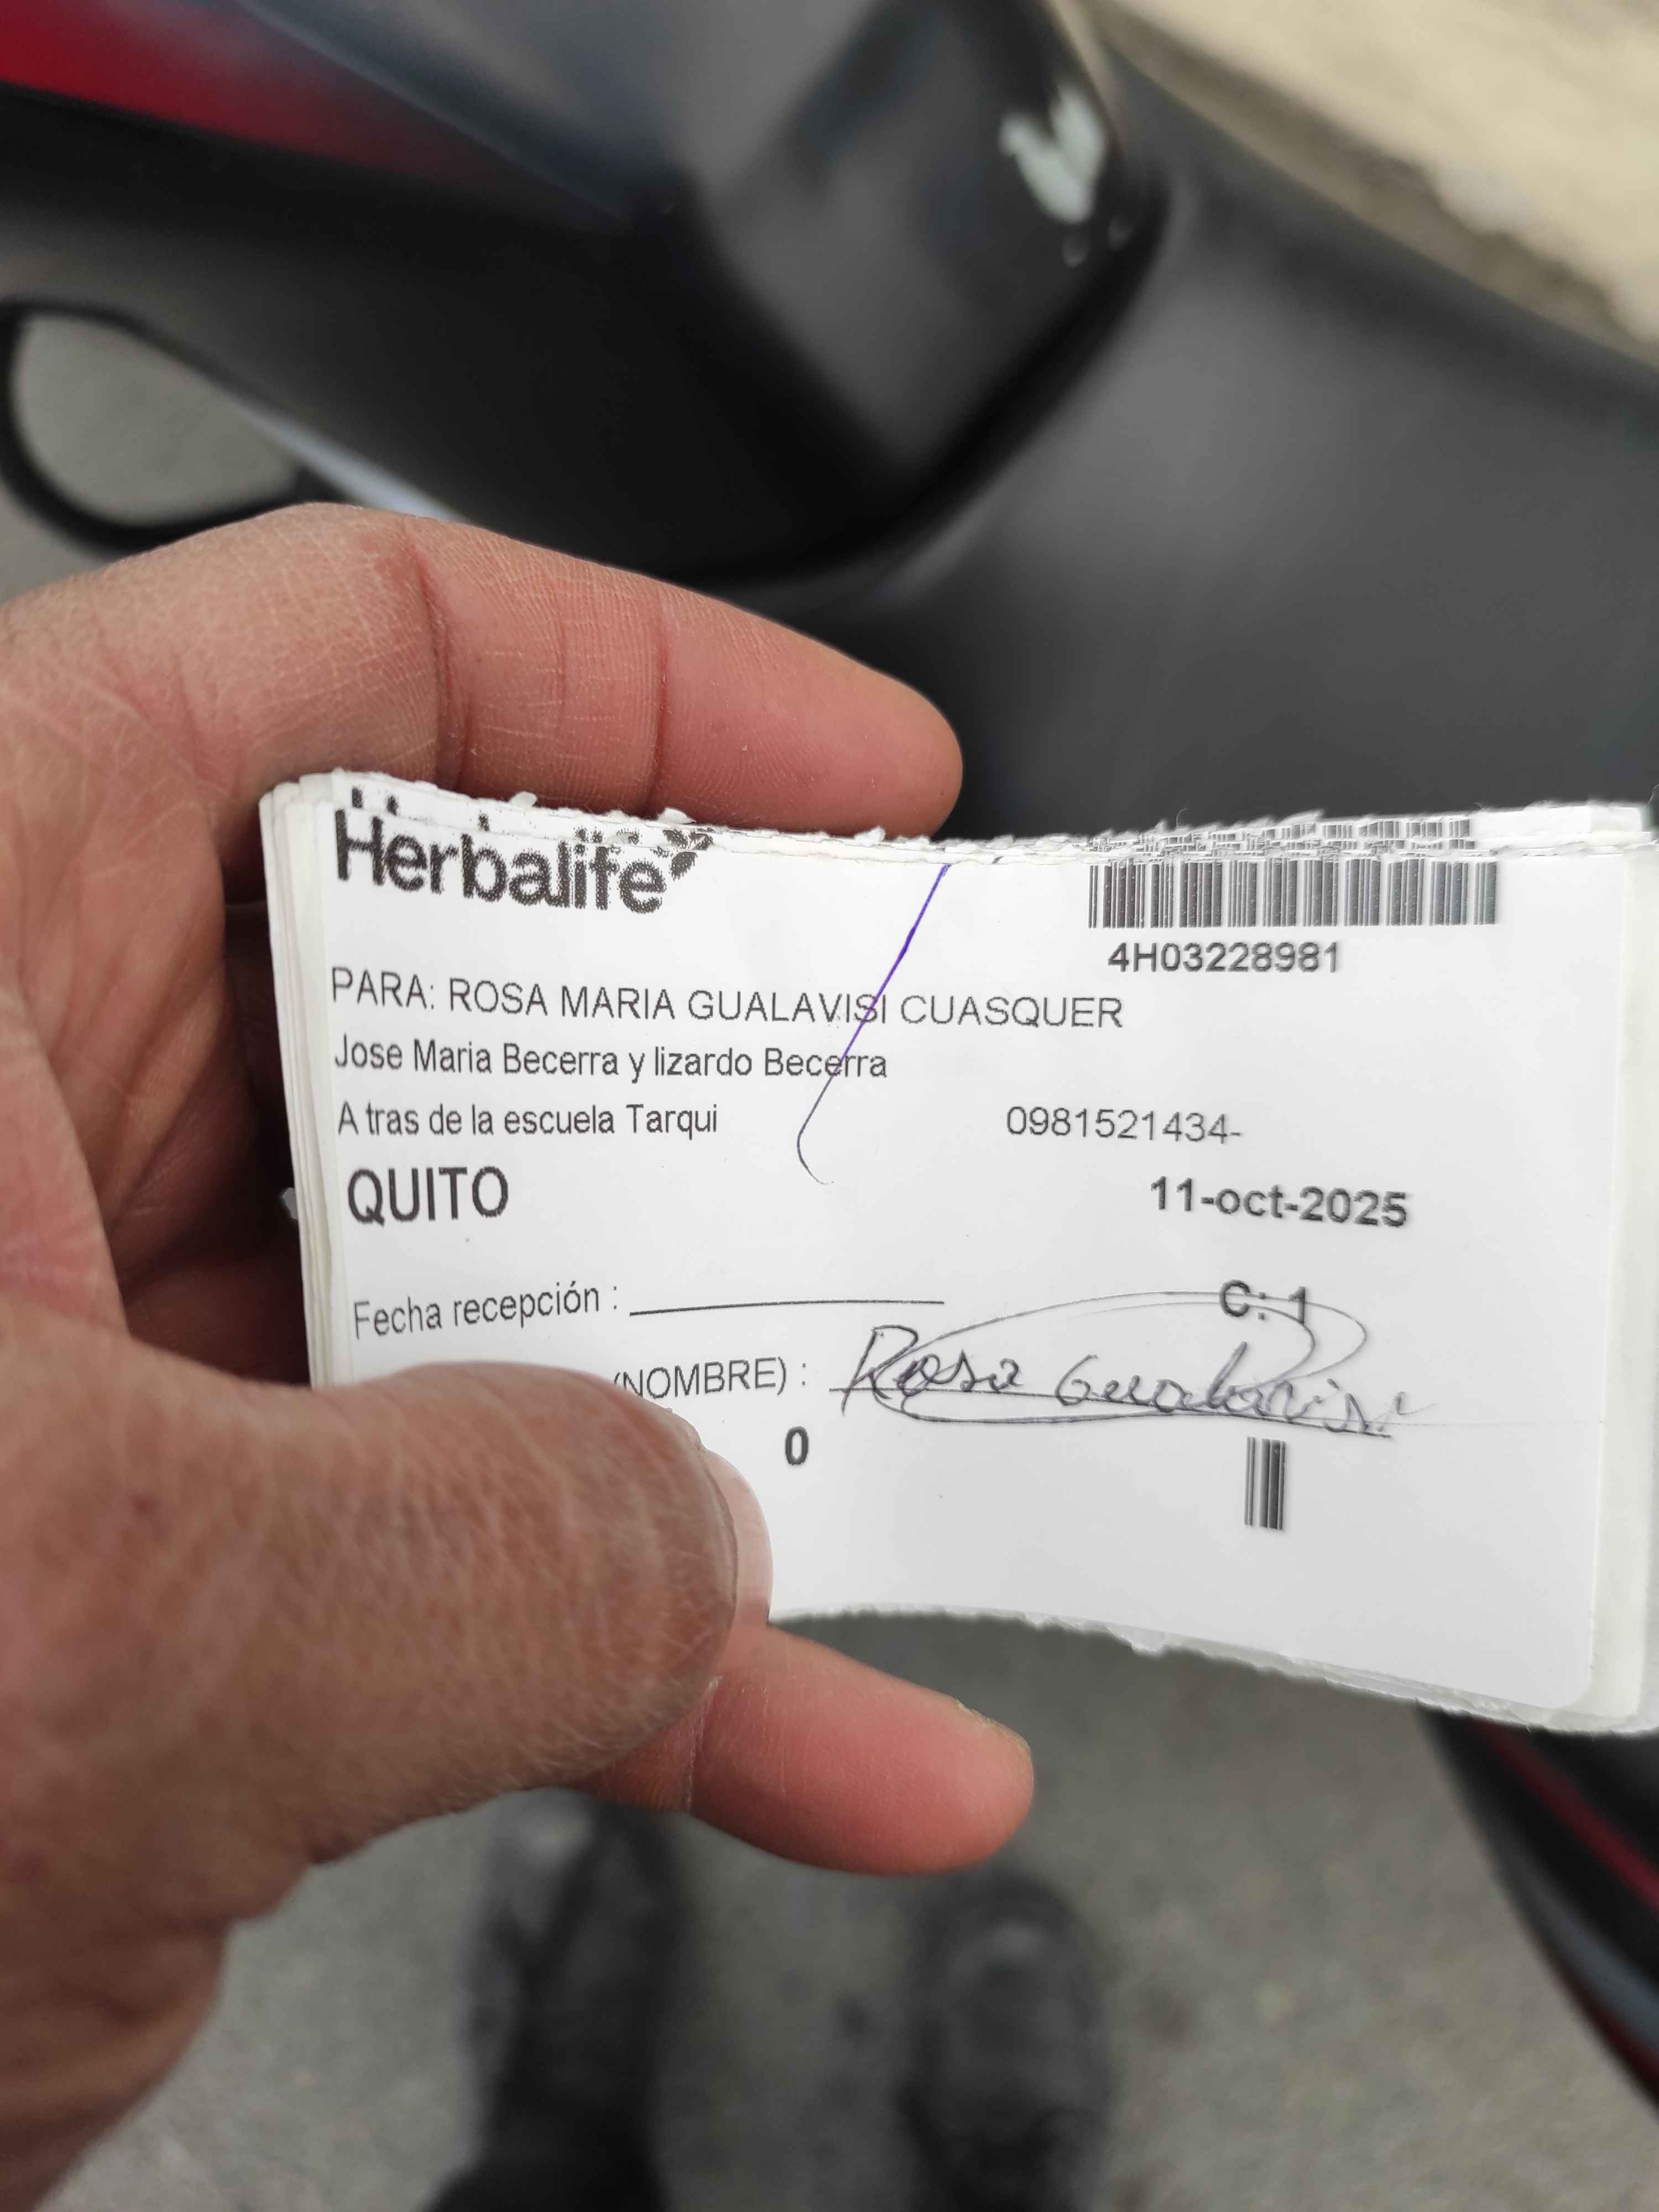 Herbalife
4H03228981
PARA: ROSA MARIA GUALAVISI CUASQUER
Jose Maria Becerra y lizardo Becerra
A tras de la escuela Tarqui 0981521434-
QUITO 11-oct-2025
Fecha recepción :
C: 1
(NOMBRE) : Rosa Gualavisi
0